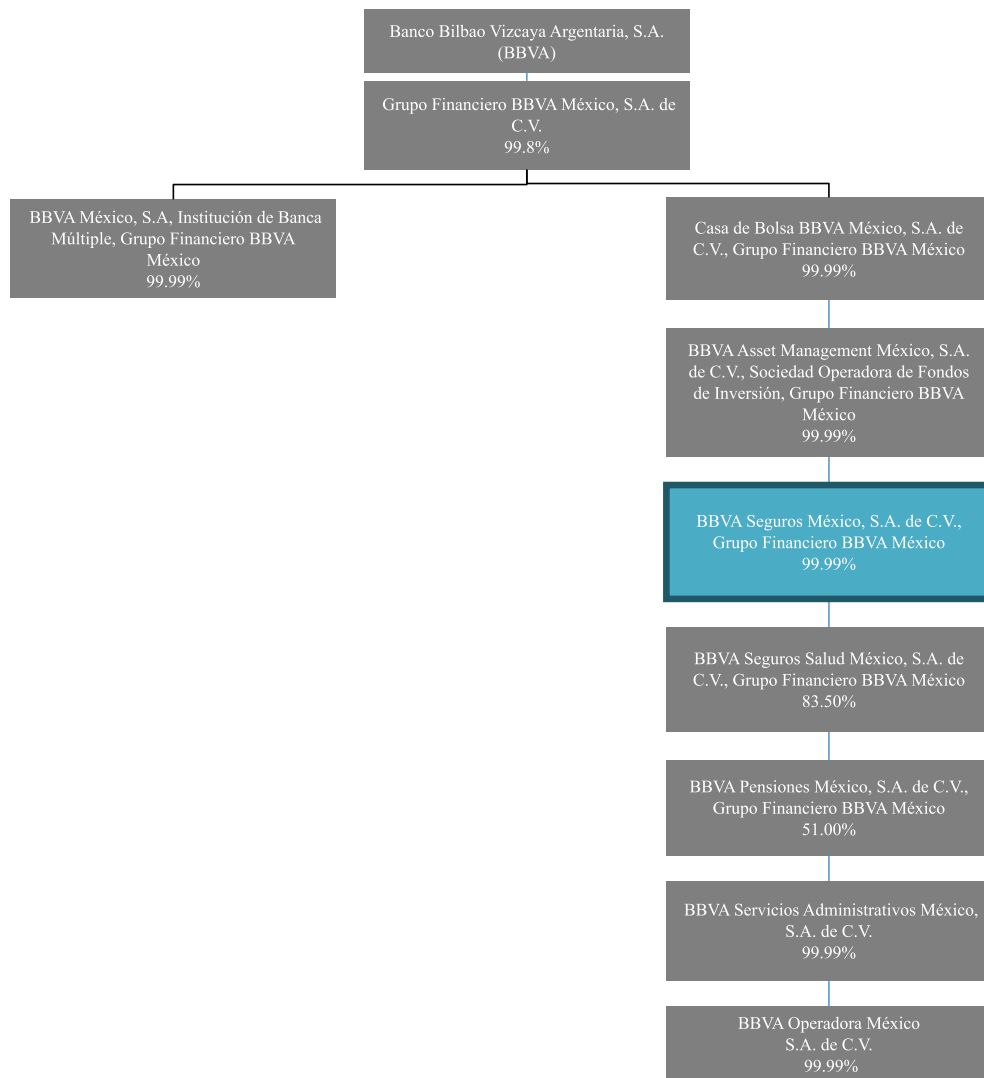 Banco Bilbao Vizcaya Argentaria, S.A.
(BBVA)
Grupo Financiero BBVA México, S.A. de
C.V.
99.8%
BBVA México, S.A, Institución de Banca
Múltiple, Grupo Financiero BBVA
México
99.99%
Casa de Bolsa BBVA México, S.A. de
C.V., Grupo Financiero BBVA México
99.99%
BBVA Asset Management México, S.A.
de C.V., Sociedad Operadora de Fondos
de Inversión, Grupo Financiero BBVA
México
99.99%
BBVA Seguros México, S.A. de C.V.,
Grupo Financiero BBVA México
99.99%
BBVA Seguros Salud México, S.A. de
C.V., Grupo Financiero BBVA México
83.50%
BBVA Pensiones México, S.A. de C.V.,
Grupo Financiero BBVA México
51.00%
BBVA Servicios Administrativos México,
S.A. de C.V.
99.99%
BBVA Operadora México
S.A. de C.V.
99.99%